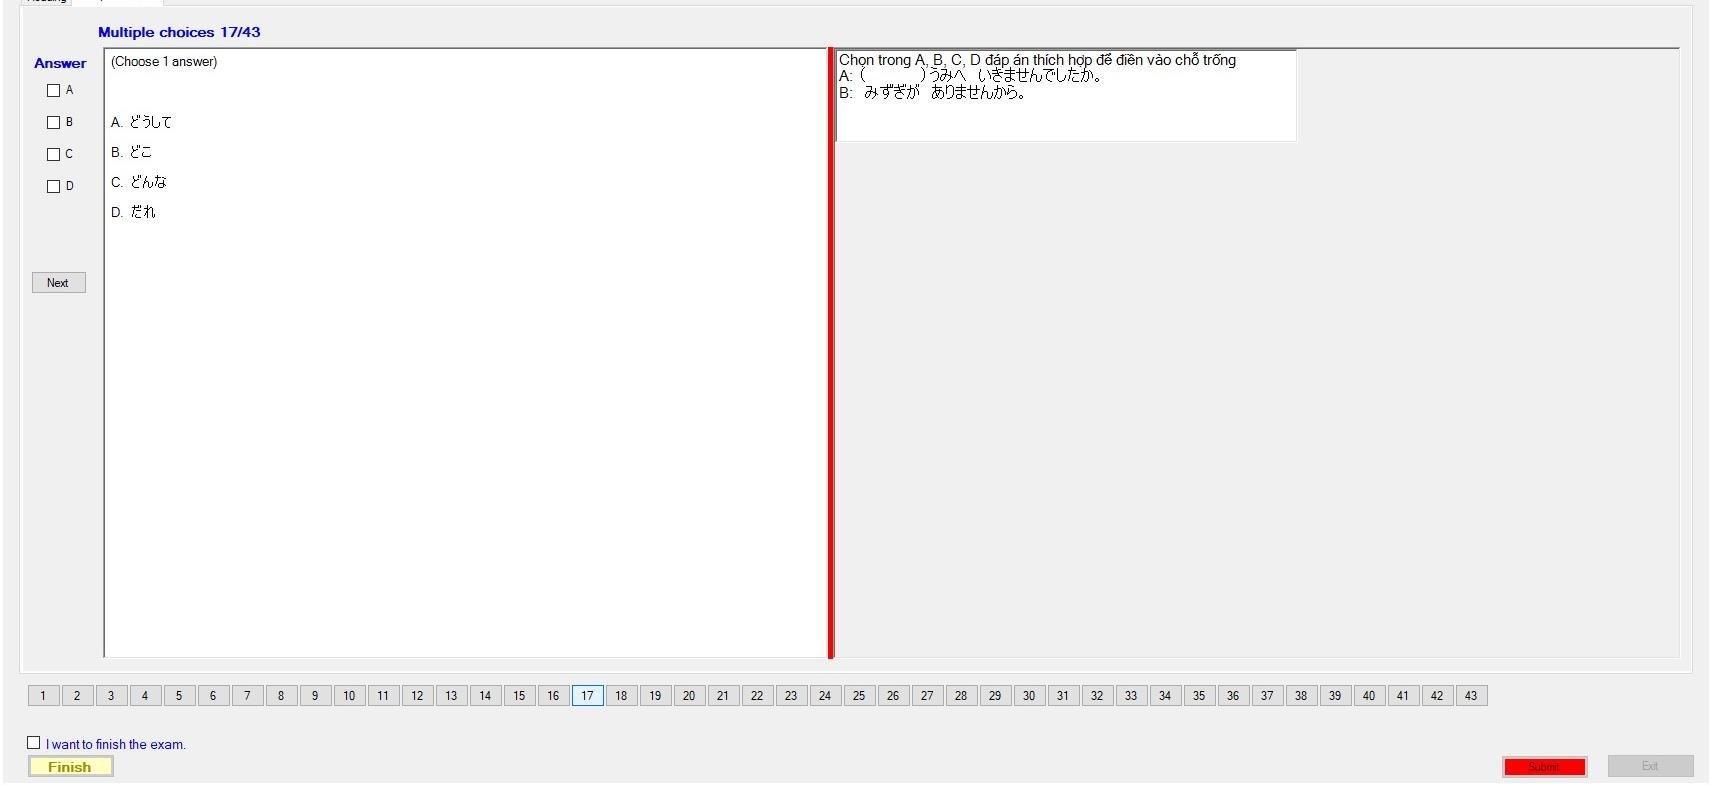 Multiple choices 17/43
Answer
A
B
C
D
Next
(Choose 1 answer)
A. どうして
B. どこ
C. どんな
D. だれ
Chọn trong A, B, C, D đáp án thích hợp để điền vào chỗ trống
A: (　　　)うみへ　いきませんでしたか。
B:　みずぎが　ありませんから。
1 2 3 4 5 6 7 8 9 10 11 12 13 14 15 16 17 18 19 20 21 22 23 24 25 26 27 28 29 30 31 32 33 34 35 36 37 38 39 40 41 42 43
I want to finish the exam.
Finish
Submit
Exit